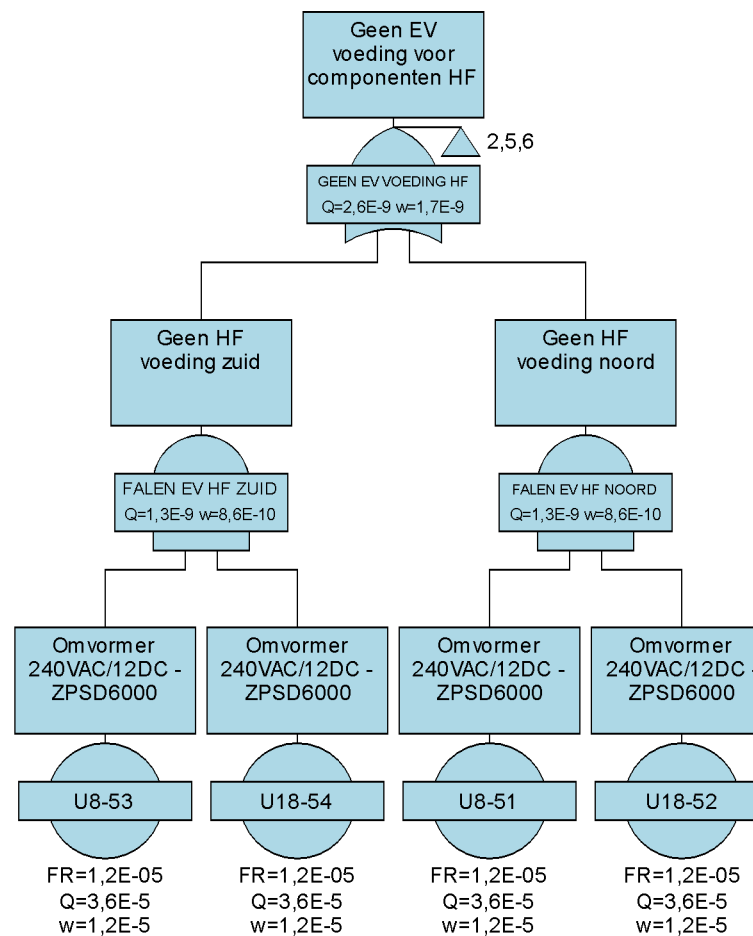 Geen EV
voeding voor
componenten HF
2,5,6
GEEN EV VOEDING HF
Q=2,6E-9 w=1,7E-9
Geen HF
voeding zuid
Geen HF
voeding noord
FALEN EV HF ZUID
Q=1,3E-9 w=8,6E-10
FALEN EV HF NOORD
Q=1,3E-9 w=8,6E-10
Omvormer
240VAC/12DC -
ZPSD6000
Omvormer
240VAC/12DC -
ZPSD6000
Omvormer
240VAC/12DC -
ZPSD6000
Omvormer
240VAC/12DC -
ZPSD6000
U8-53
U18-54
U8-51
U18-52
FR=1,2E-05
Q=3,6E-5
w=1,2E-5
FR=1,2E-05
Q=3,6E-5
w=1,2E-5
FR=1,2E-05
Q=3,6E-5
w=1,2E-5
FR=1,2E-05
Q=3,6E-5
w=1,2E-5